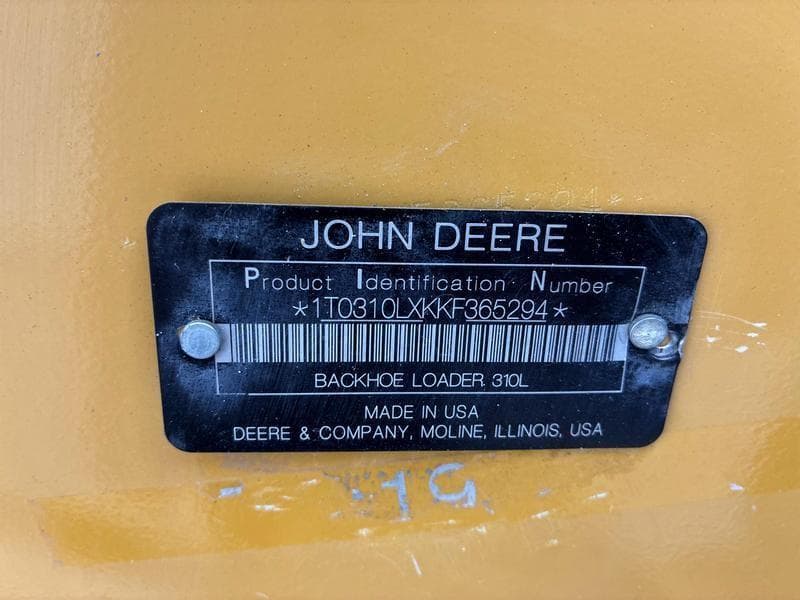 JOHN DEERE
Product Identification Number
*1T0310LXKKF365294*
BACKHOE LOADER 310L
MADE IN USA
DEERE & COMPANY, MOLINE, ILLINOIS, USA